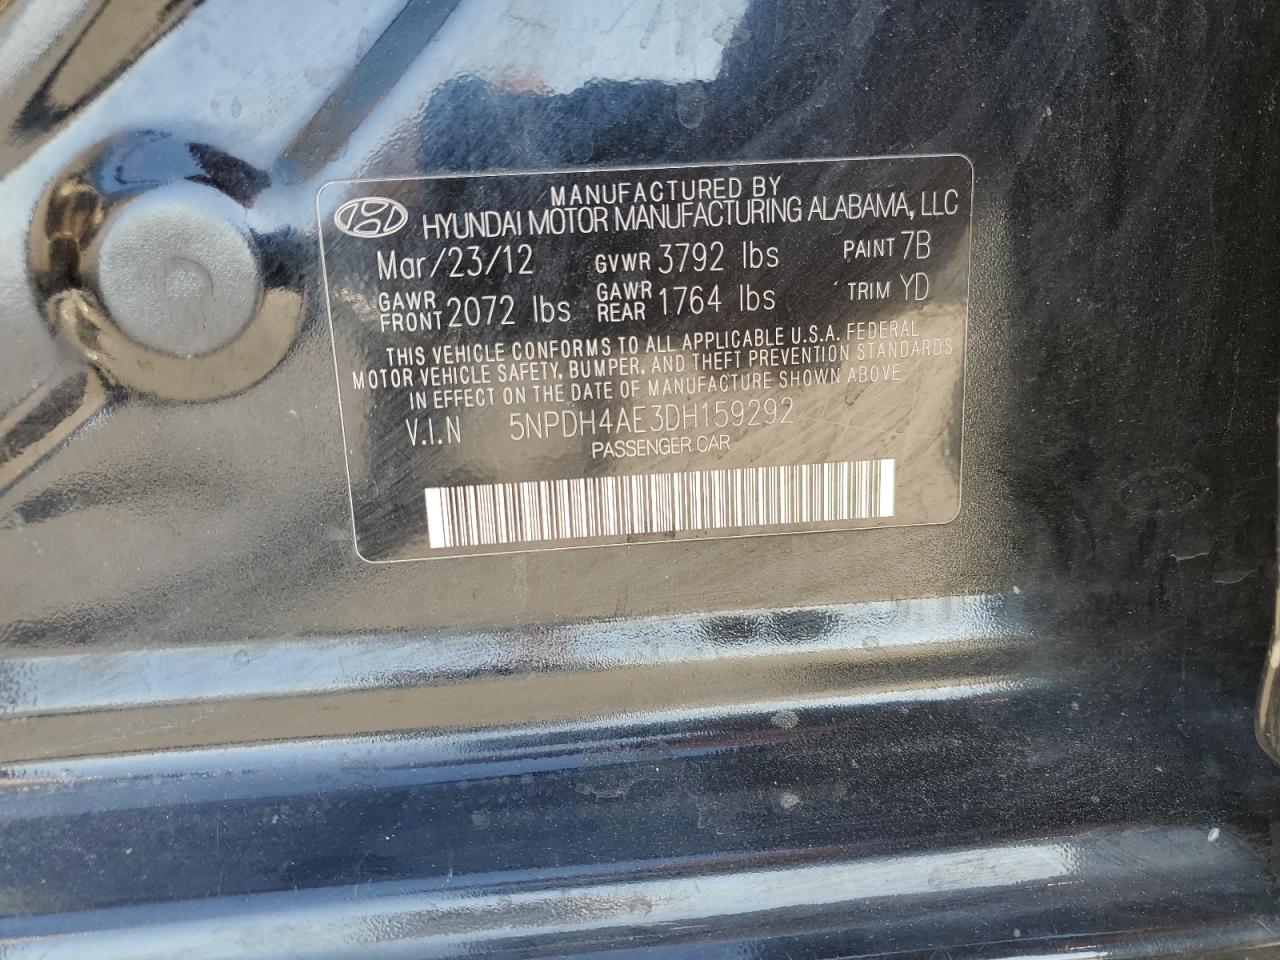 MANUFACTURED BY
HYUNDAI MOTOR MANUFACTURING ALABAMA, LLC
Mar/23/12 GVWR 3792 lbs PAINT 7B
GAWR FRONT 2072 lbs GAWR REAR 1764 lbs TRIM YD
THIS VEHICLE CONFORMS TO ALL APPLICABLE U.S.A. FEDERAL
MOTOR VEHICLE SAFETY, BUMPER, AND THEFT PREVENTION STANDARDS
IN EFFECT ON THE DATE OF MANUFACTURE SHOWN ABOVE
V.I.N 5NPDH4AE3DH159292
PASSENGER CAR